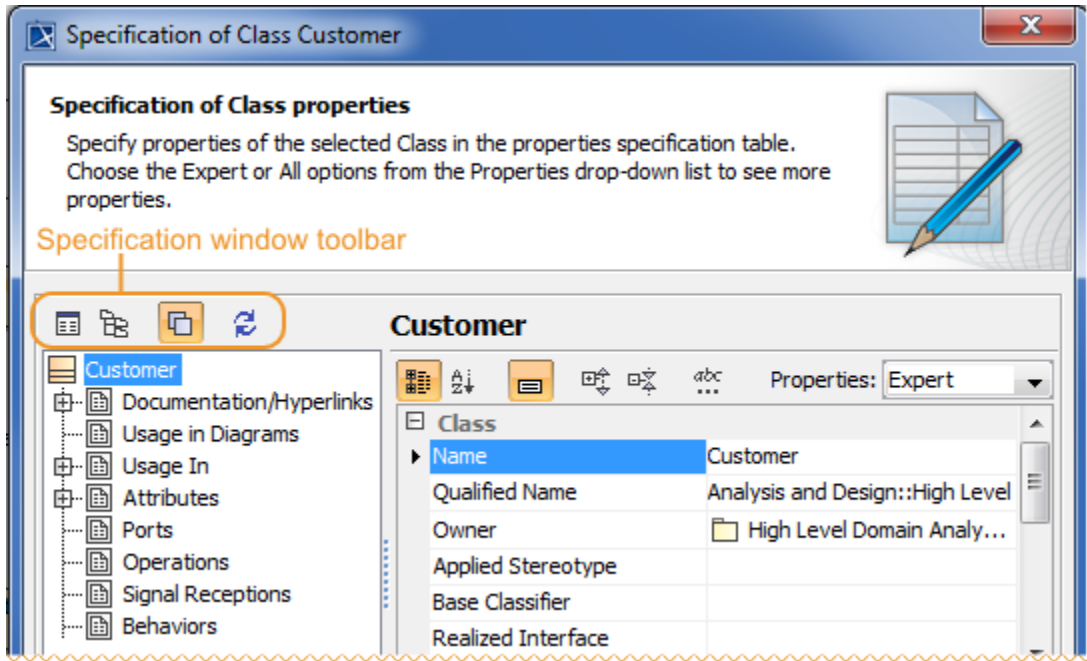 Specification of Class Customer
Specification of Class properties
Specify properties of the selected Class in the properties specification table.
Choose the Expert or All options from the Properties drop-down list to see more
properties.
Specification window toolbar
Customer
Customer
Documentation/Hyperlinks
Usage in Diagrams
Usage In
Attributes
Ports
Operations
Signal Receptions
Behaviors
A Z abc ... Properties: Expert
Class
Name Customer
Qualified Name Analysis and Design::High Level
Owner High Level Domain Analy...
Applied Stereotype
Base Classifier
Realized Interface